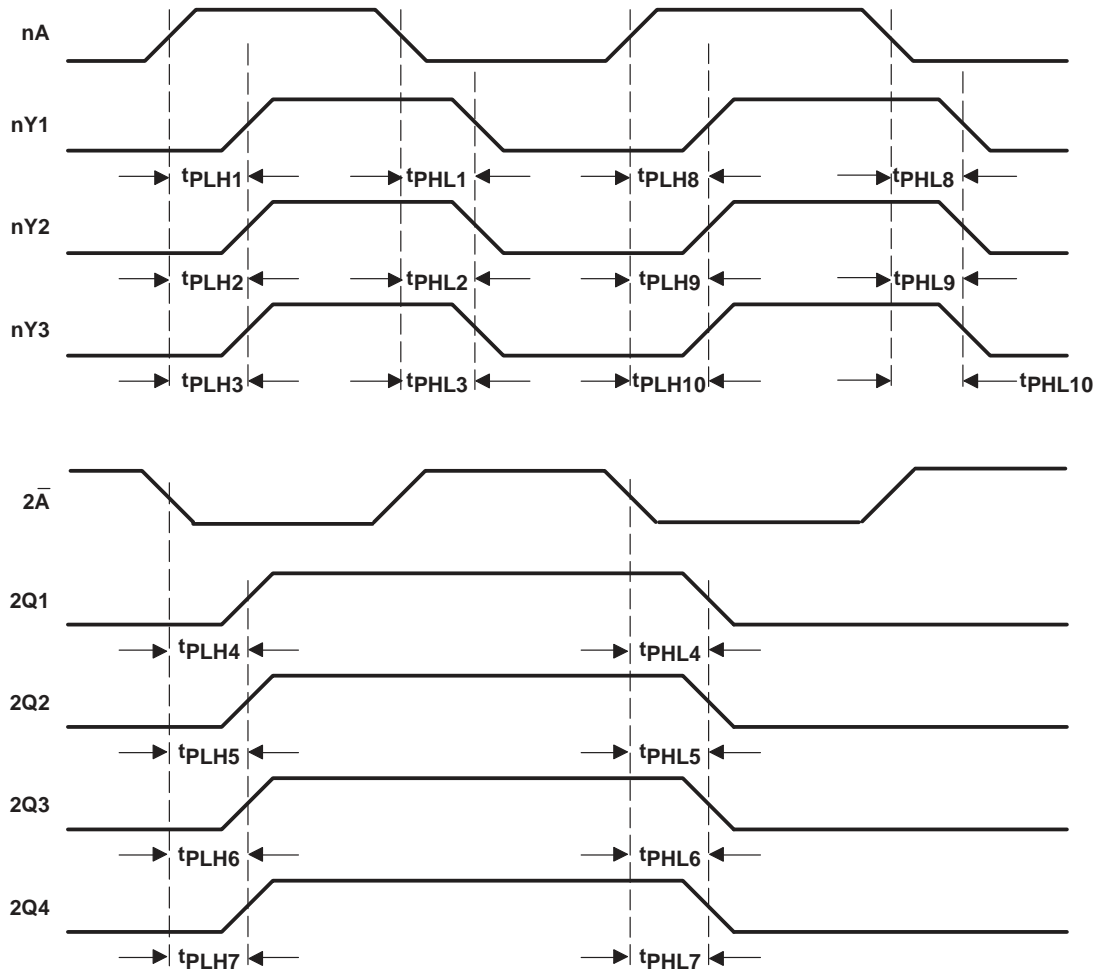 nA
nY1
tPLH1 tPHL1 tPLH8 tPHL8
nY2
tPLH2 tPHL2 tPLH9 tPHL9
nY3
tPLH3 tPHL3 tPLH10 tPHL10
2A̅
2Q1
tPLH4 tPHL4
2Q2
tPLH5 tPHL5
2Q3
tPLH6 tPHL6
2Q4
tPLH7 tPHL7